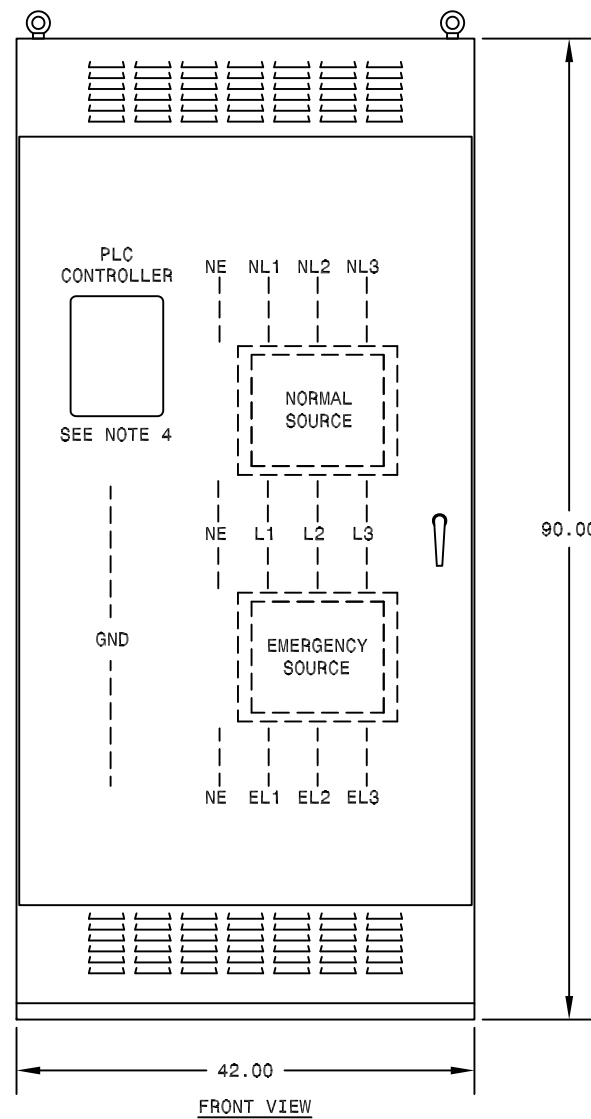 PLC
CONTROLLER
NE NL1 NL2 NL3
NORMAL
SOURCE
SEE NOTE 4
NE L1 L2 L3
90.00
GND
EMERGENCY
SOURCE
NE EL1 EL2 EL3
42.00
FRONT VIEW